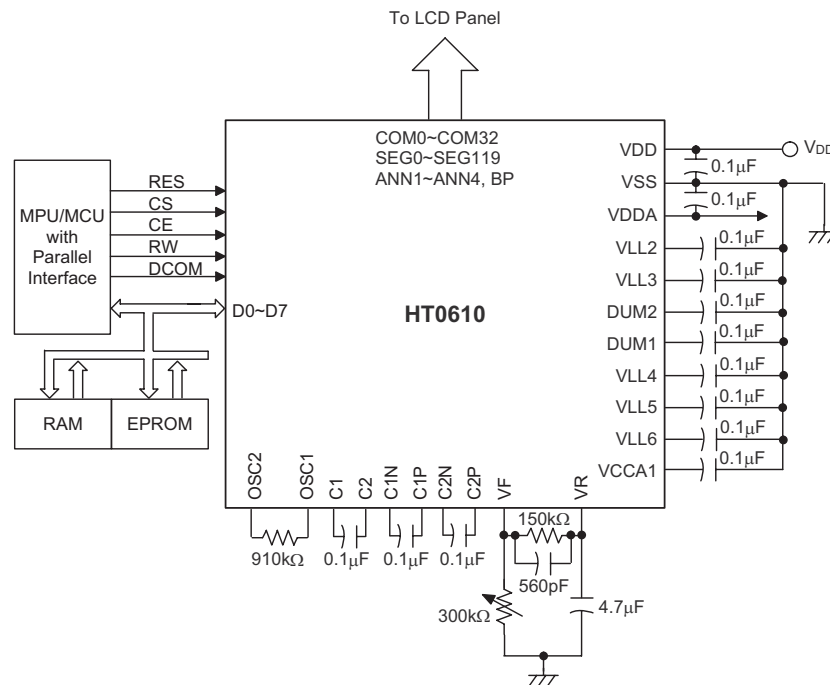 To LCD Panel
COM0~COM32
SEG0~SEG119
ANN1~ANN4, BP
MPU/MCU
with
Parallel
Interface
RES
CS
CE
RW
DCOM
D0~D7
RAM
EPROM
HT0610
VDD
VSS
VDDA
VLL2
VLL3
DUM2
DUM1
VLL4
VLL5
VLL6
VCCA1
VDD
0.1μF
0.1μF
0.1μF
0.1μF
0.1μF
0.1μF
0.1μF
0.1μF
0.1μF
0.1μF
OSC2
OSC1
C1
C2
C1N
C1P
C2N
C2P
VF
VR
910kΩ
0.1μF
0.1μF
0.1μF
150kΩ
560pF
300kΩ
4.7μF